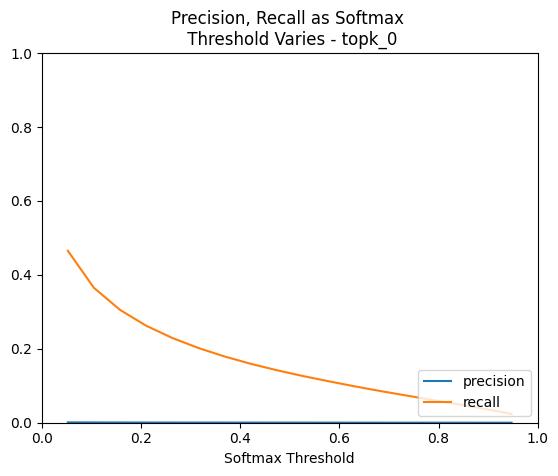 Precision, Recall as Softmax
Threshold Varies - topk_0
1.0
0.8
0.6
0.4
0.2
0.0
precision
recall
0.0 0.2 0.4 0.6 0.8 1.0
Softmax Threshold